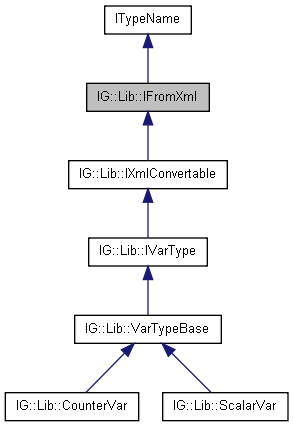 ITypeName
IG::Lib::IFromXml
IG::Lib::IXmlConvertable
IG::Lib::IVarType
IG::Lib::VarTypeBase
IG::Lib::CounterVar
IG::Lib::ScalarVar